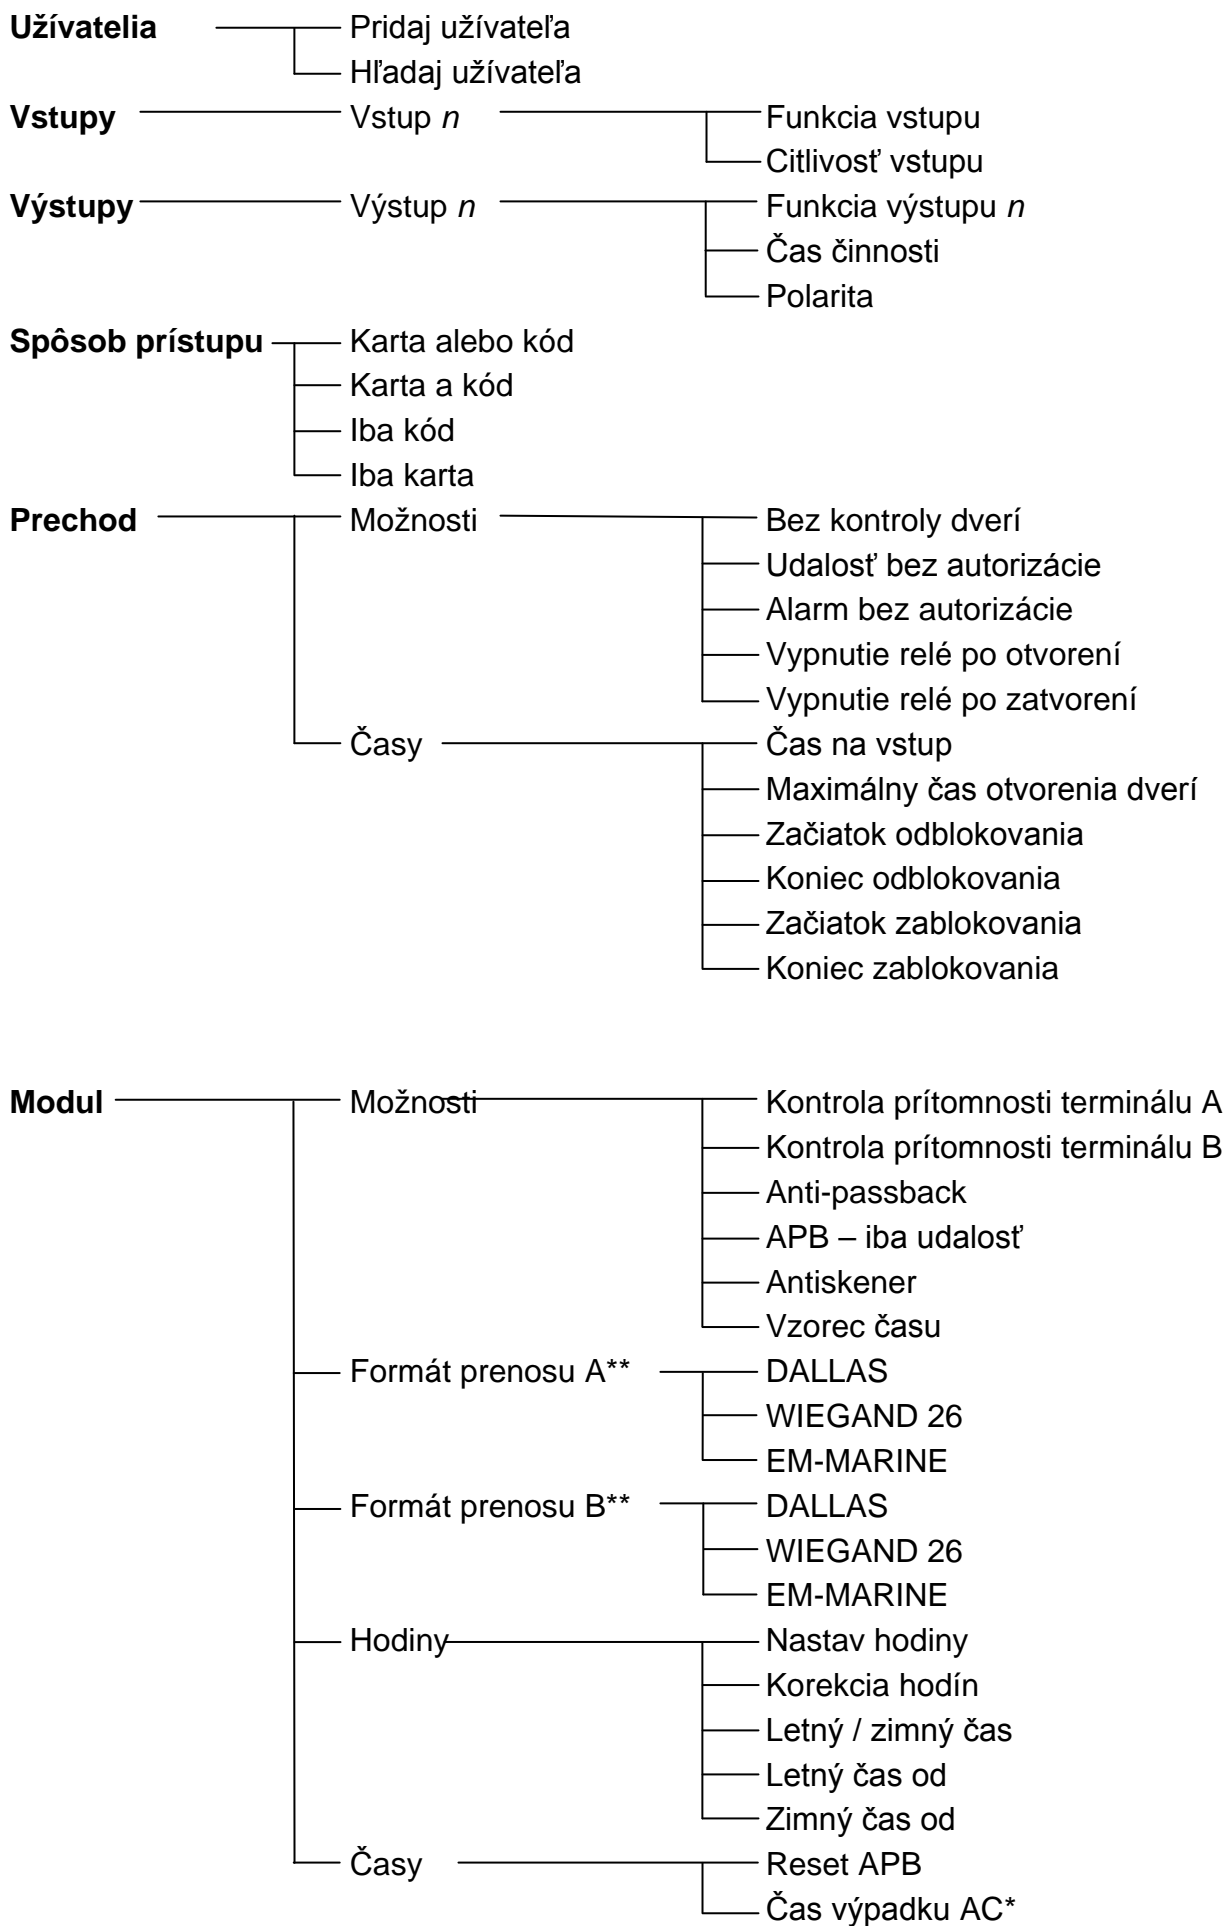 Užívatelia Pridaj užívateľa
Hľadaj užívateľa
Vstupy Vstup n Funkcia vstupu
Citlivosť vstupu
Výstupy Výstup n Funkcia výstupu n
Čas činnosti
Polarita
Spôsob prístupu Karta alebo kód
Karta a kód
Iba kód
Iba karta
Prechod Možnosti Bez kontroly dverí
Udalosť bez autorizácie
Alarm bez autorizácie
Vypnutie relé po otvorení
Vypnutie relé po zatvorení
Časy Čas na vstup
Maximálny čas otvorenia dverí
Začiatok odblokovania
Koniec odblokovania
Začiatok zablokovania
Koniec zablokovania
Modul Možnosti Kontrola prítomnosti terminálu A
Kontrola prítomnosti terminálu B
Anti-passback
APB – iba udalosť
Antiskener
Vzorec času
Formát prenosu A** DALLAS
WIEGAND 26
EM-MARINE
Formát prenosu B** DALLAS
WIEGAND 26
EM-MARINE
Hodiny Nastav hodiny
Korekcia hodín
Letný / zimný čas
Letný čas od
Zimný čas od
Časy Reset APB
Čas výpadku AC*